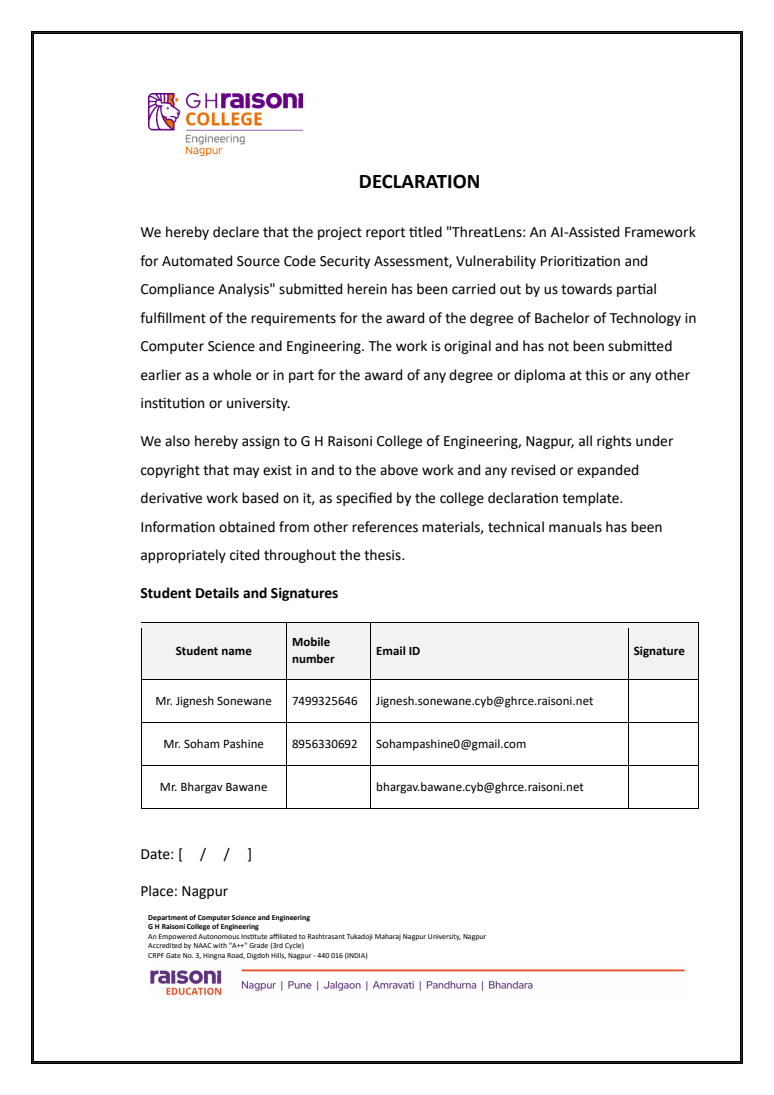 GHraisoni
COLLEGE
Engineering
Nagpur
DECLARATION
We hereby declare that the project report titled "ThreatLens: An AI-Assisted Framework
for Automated Source Code Security Assessment, Vulnerability Prioritization and
Compliance Analysis" submitted herein has been carried out by us towards partial
fulfillment of the requirements for the award of the degree of Bachelor of Technology in
Computer Science and Engineering. The work is original and has not been submitted
earlier as a whole or in part for the award of any degree or diploma at this or any other
institution or university.
We also hereby assign to G H Raisoni College of Engineering, Nagpur, all rights under
copyright that may exist in and to the above work and any revised or expanded
derivative work based on it, as specified by the college declaration template.
Information obtained from other references materials, technical manuals has been
appropriately cited throughout the thesis.
Student Details and Signatures
Student name Mobile number Email ID Signature
Mr. Jignesh Sonewane 7499325646 Jignesh.sonewane.cyb@ghrce.raisoni.net
Mr. Soham Pashine 8956330692 Sohampashine0@gmail.com
Mr. Bhargav Bawane bhargav.bawane.cyb@ghrce.raisoni.net
Date: [ / / ]
Place: Nagpur
Department of Computer Science and Engineering
G H Raisoni College of Engineering
An Empowered Autonomous Institute affiliated to Rashtrasant Tukadoji Maharaj Nagpur University, Nagpur
Accredited by NAAC with "A++" Grade (3rd Cycle)
CRPF Gate No. 3, Hingna Road, Digdoh Hills, Nagpur - 440 016 (INDIA)
raisoni
EDUCATION
Nagpur | Pune | Jalgaon | Amravati | Pandhurna | Bhandara